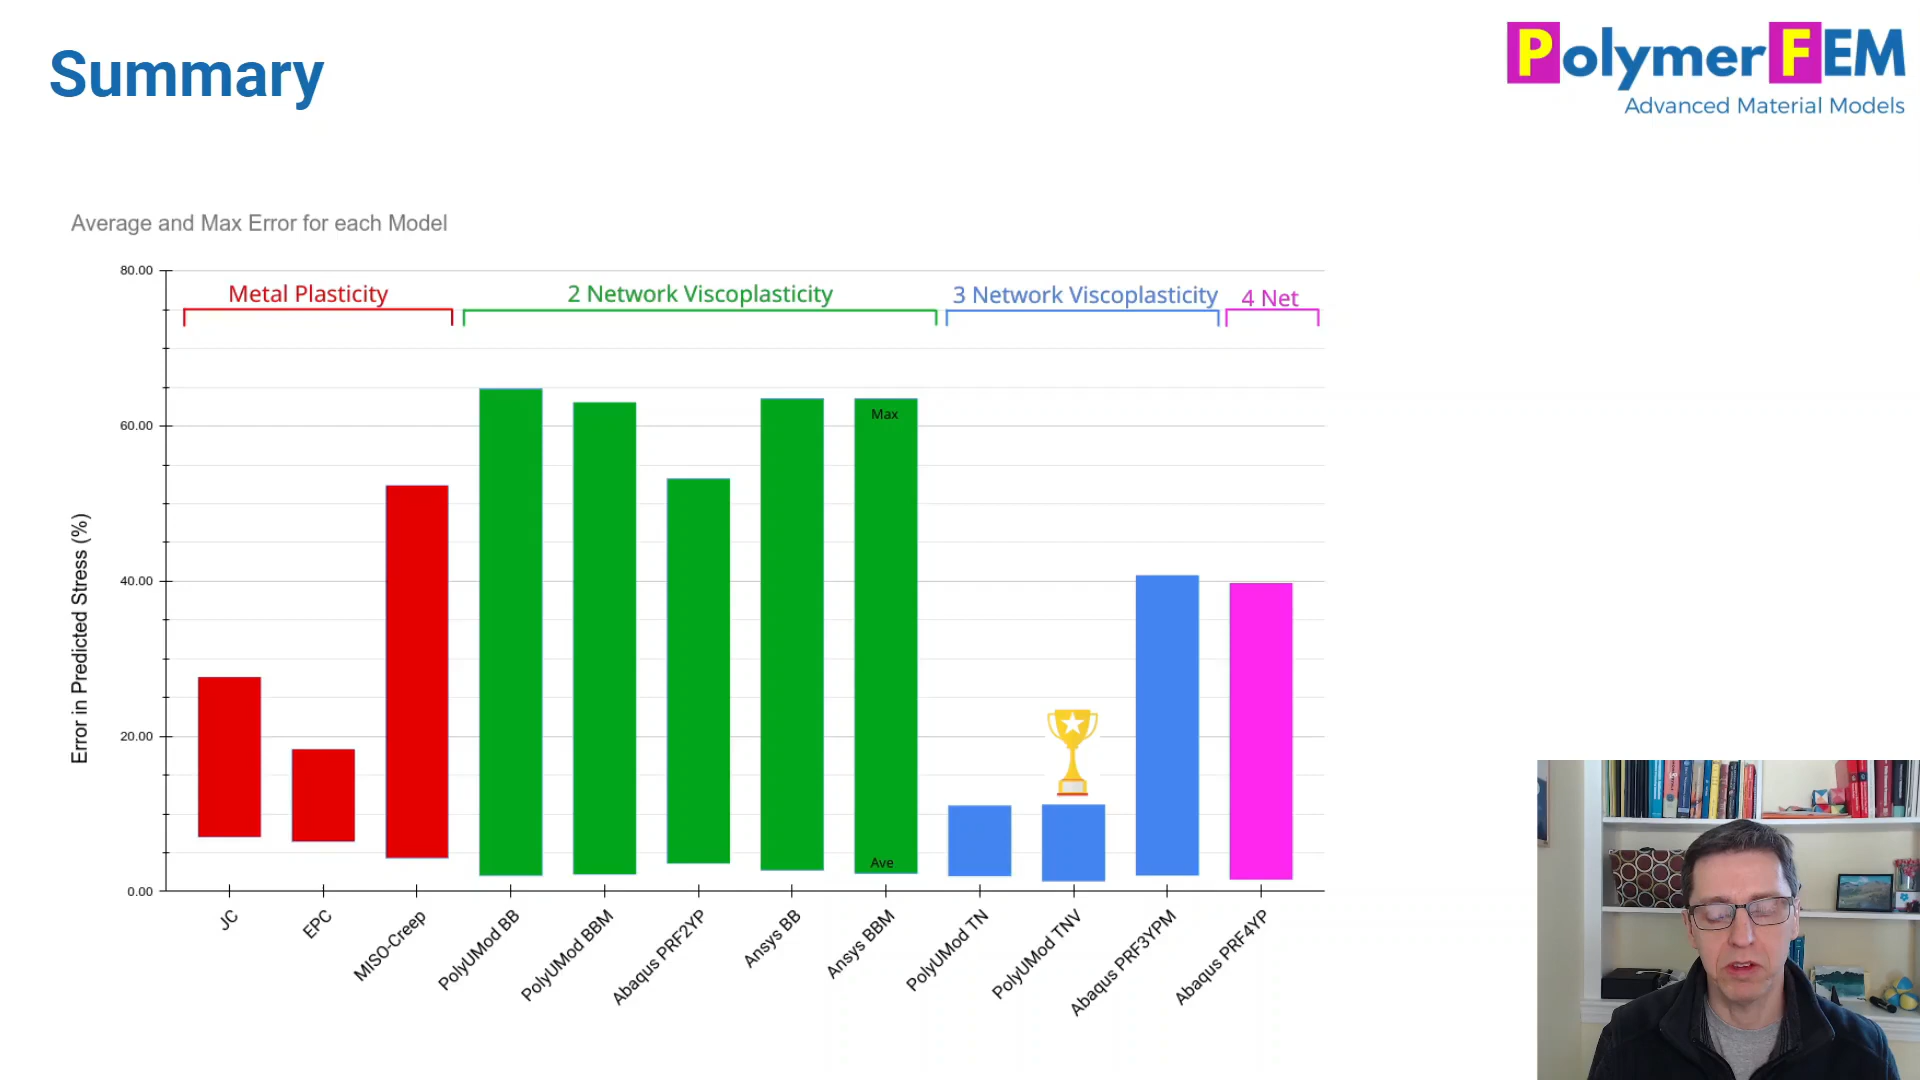 Summary
PolymerFEM
Advanced Material Models
Average and Max Error for each Model
80.00
60.00
40.00
20.00
0.00
Error in Predicted Stress (%)
Metal Plasticity
2 Network Viscoplasticity
3 Network Viscoplasticity
4 Net
Max
Ave
JC
EPC
MISO-Creep
PolyUMod BB
PolyUMod BBM
Abaqus PRF2YP
Ansys BB
Ansys BBM
PolyUMod TN
PolyUMod TNV
Abaqus PRF3YPM
Abaqus PRF4YP